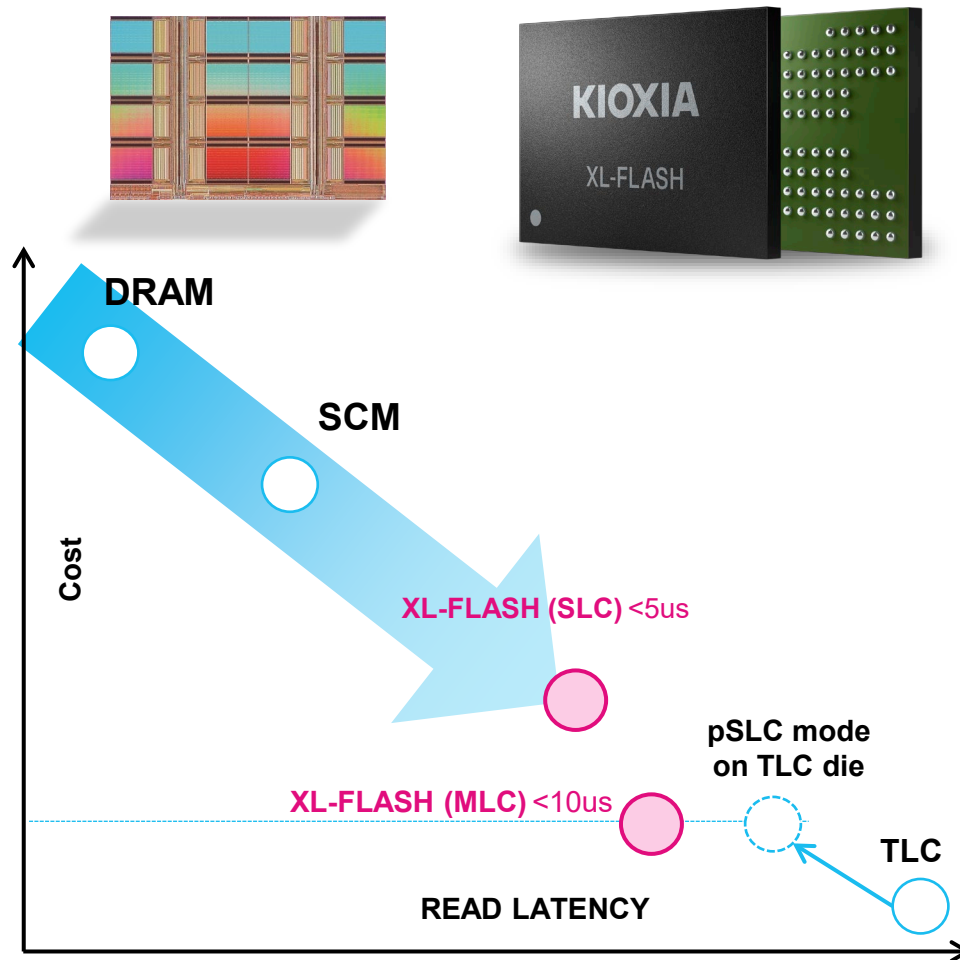 KIOXIA
XL-FLASH
DRAM
SCM
Cost
XL-FLASH (SLC) <5us
pSLC mode
on TLC die
XL-FLASH (MLC) <10us
TLC
READ LATENCY